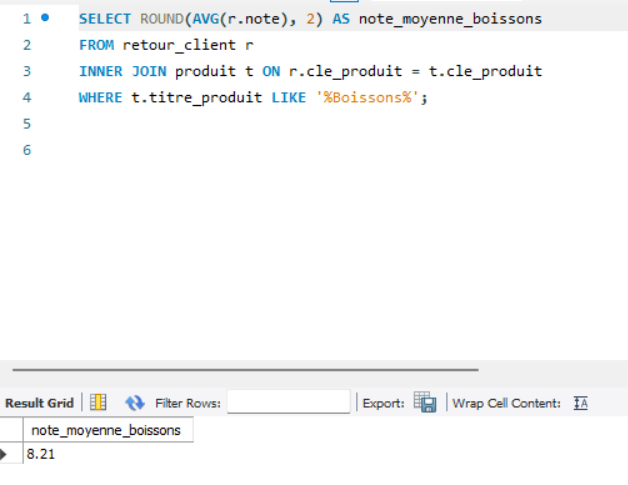 1 SELECT ROUND(AVG(r.note), 2) AS note_moyenne_boissons
2 FROM retour_client r
3 INNER JOIN produit t ON r.cle_produit = t.cle_produit
4 WHERE t.titre_produit LIKE '%Boissons%';
5
6
Result Grid Filter Rows: Export: Wrap Cell Content: IA
note_moyenne_boissons
8.21